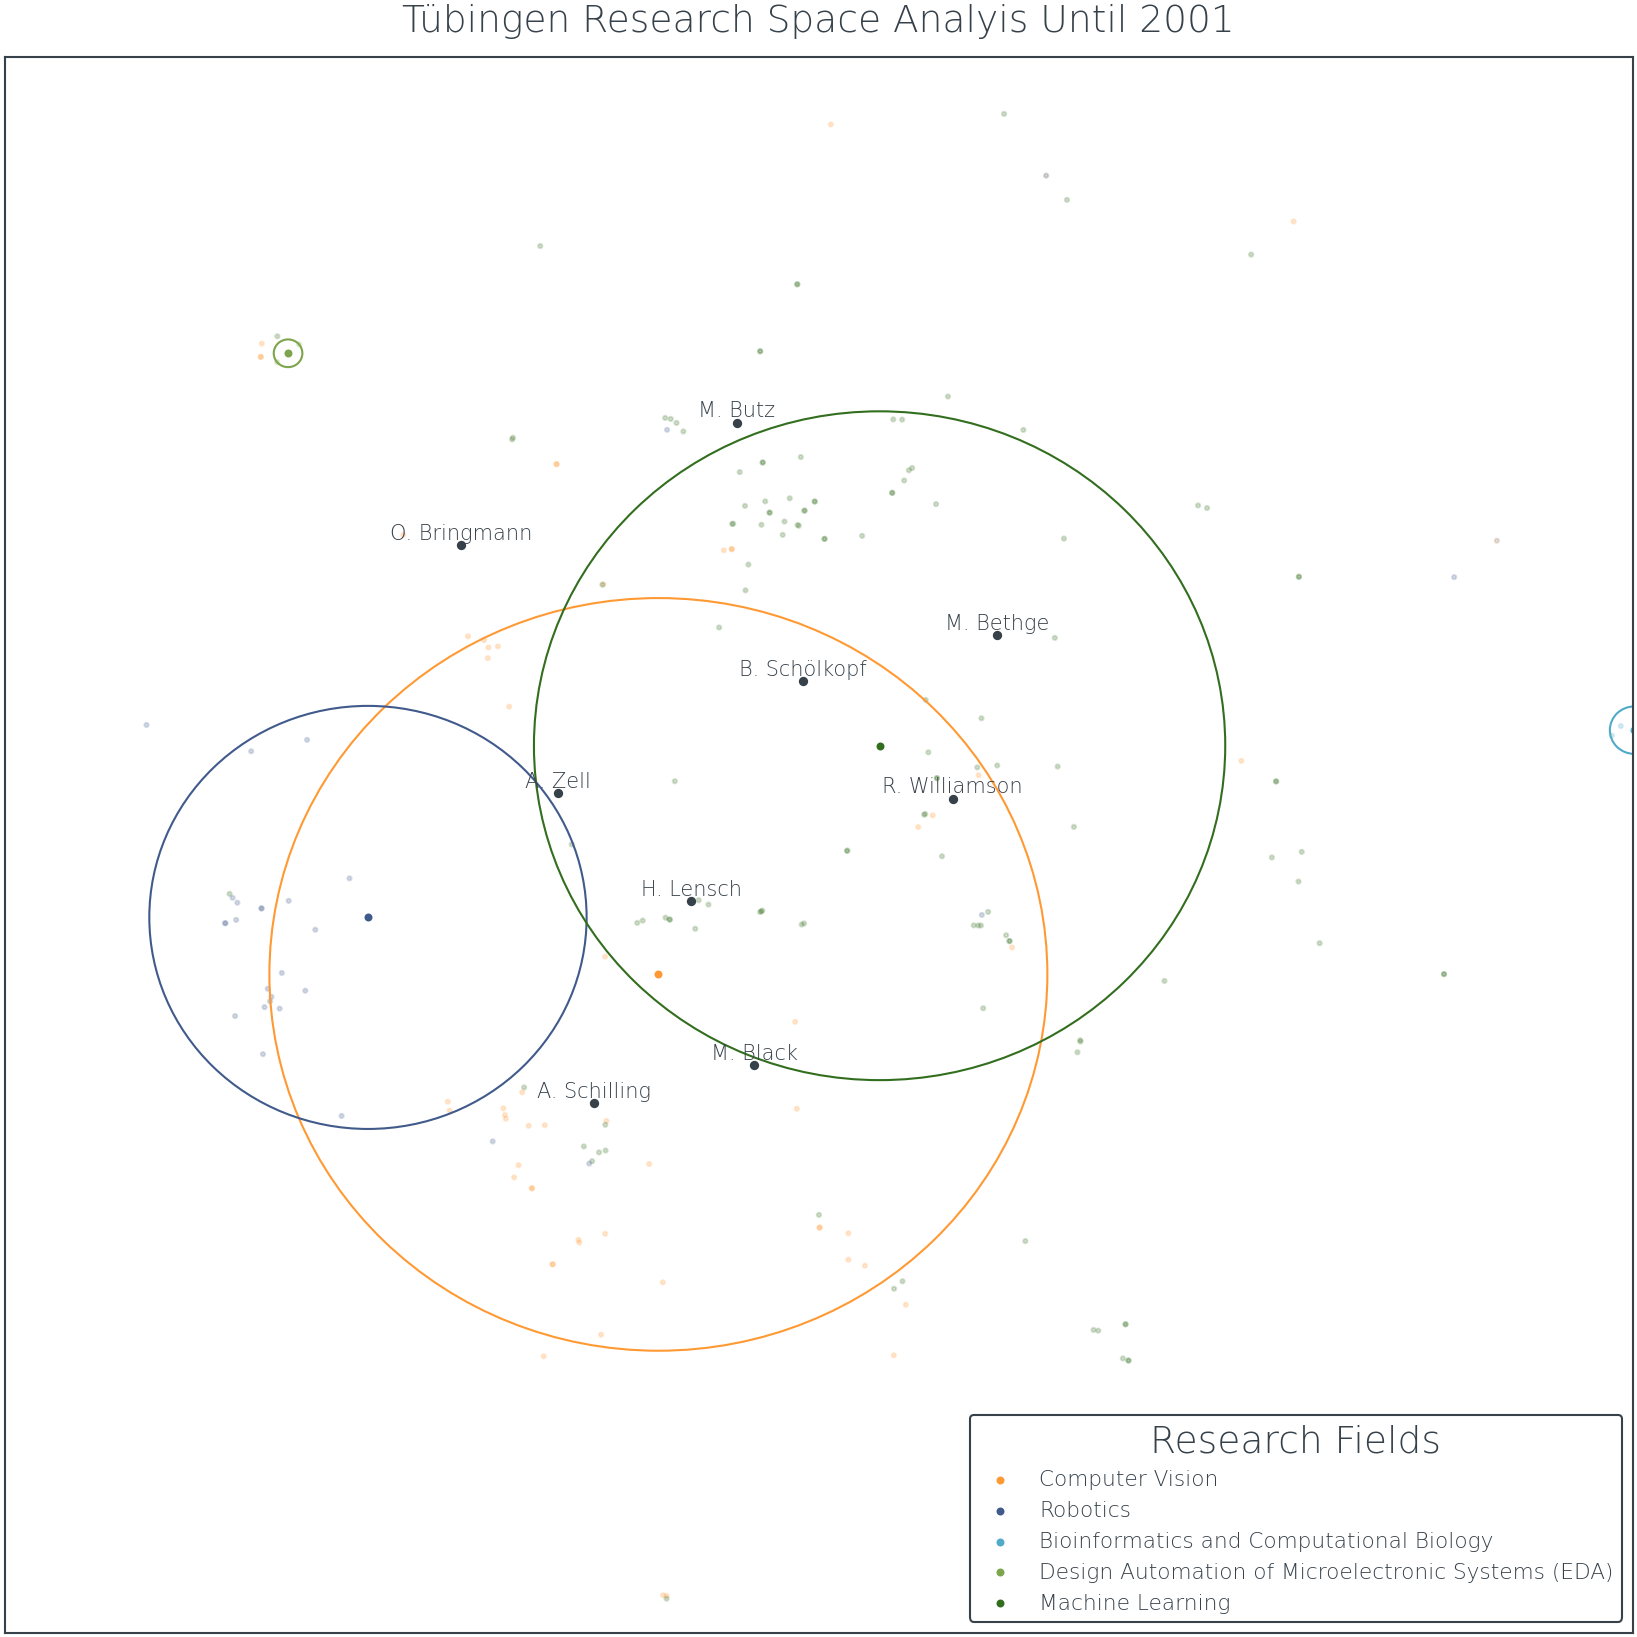 Tübingen Research Space Analyis Until 2001
M. Butz
O. Bringmann
M. Bethge
B. Schölkopf
A. Zell
R. Williamson
H. Lensch
M. Black
A. Schilling
Research Fields
Computer Vision
Robotics
Bioinformatics and Computational Biology
Design Automation of Microelectronic Systems (EDA)
Machine Learning